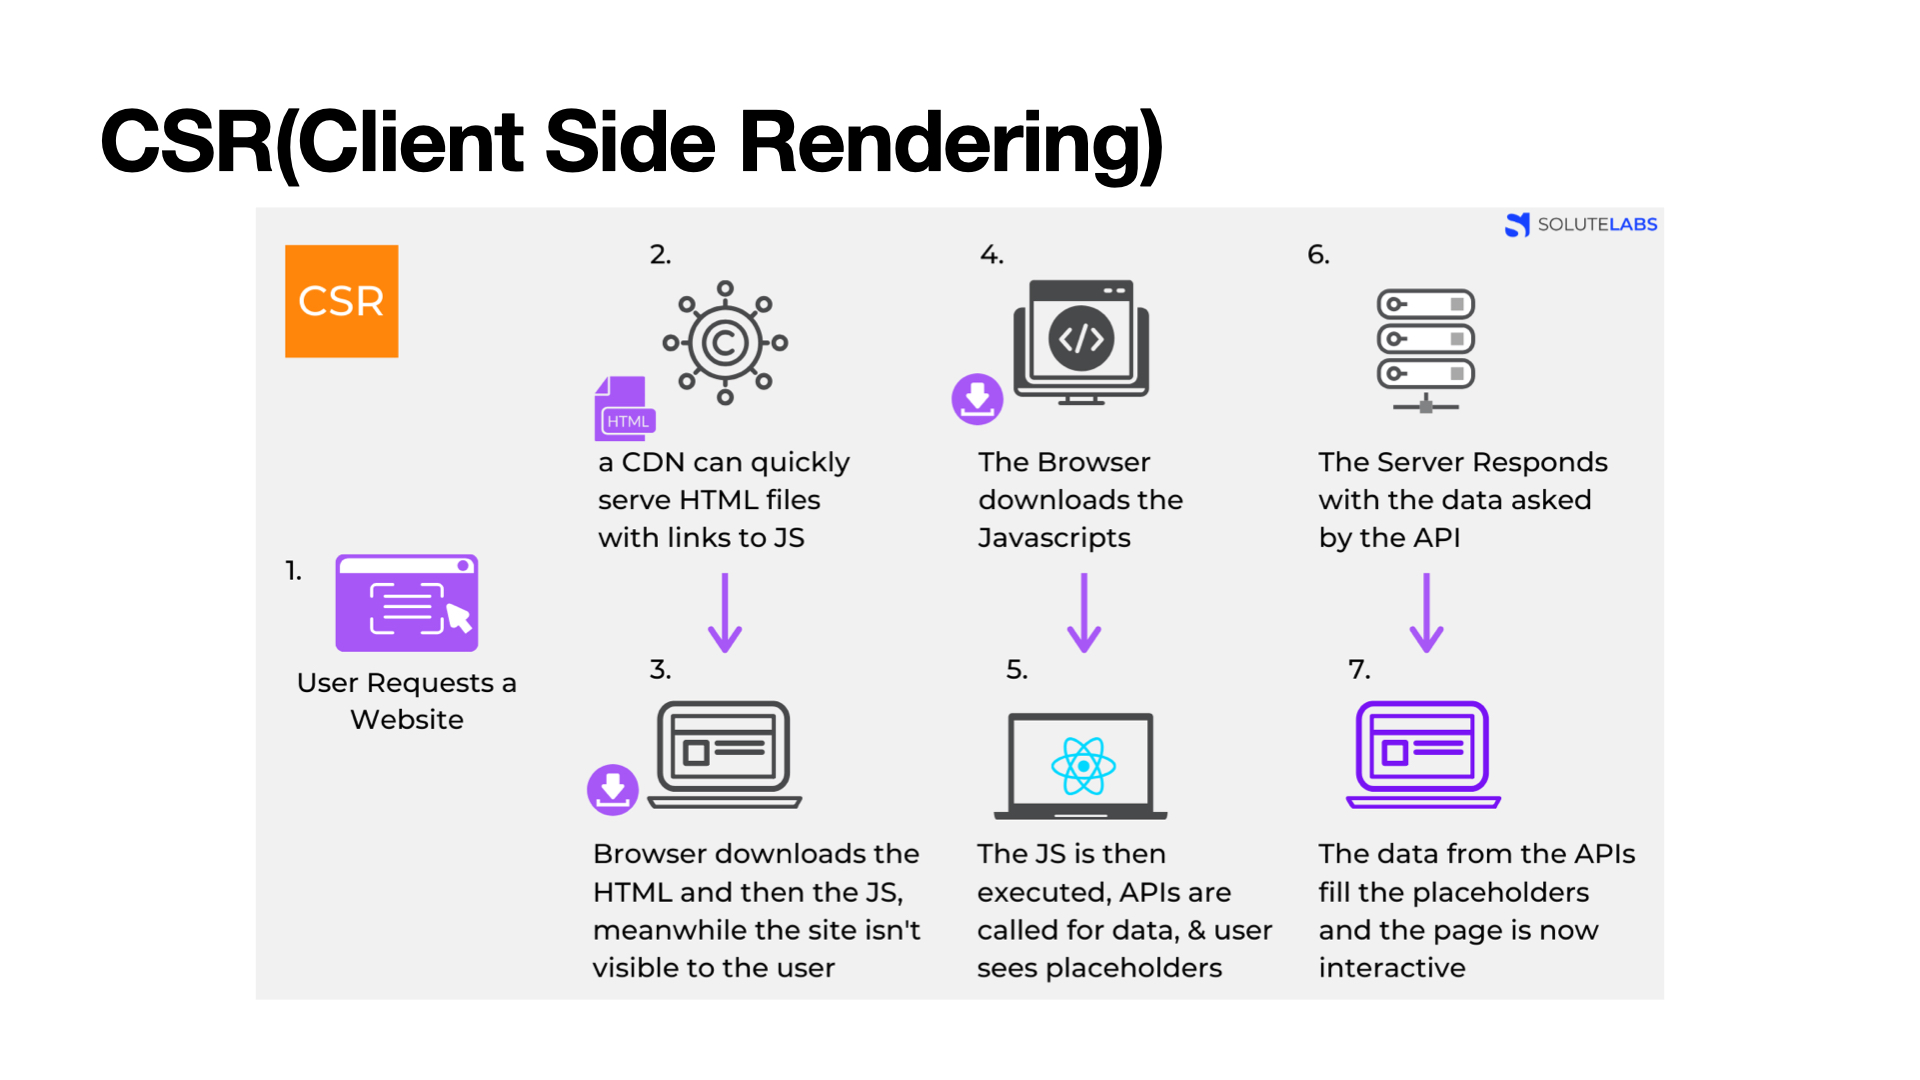 CSR(Client Side Rendering)
SOLUTELABS
CSR
1.
User Requests a
Website
2.
HTML
a CDN can quickly
serve HTML files
with links to JS
3.
Browser downloads the
HTML and then the JS,
meanwhile the site isn't
visible to the user
4.
</>
The Browser
downloads the
Javascripts
5.
The JS is then
executed, APIs are
called for data, & user
sees placeholders
6.
The Server Responds
with the data asked
by the API
7.
The data from the APIs
fill the placeholders
and the page is now
interactive